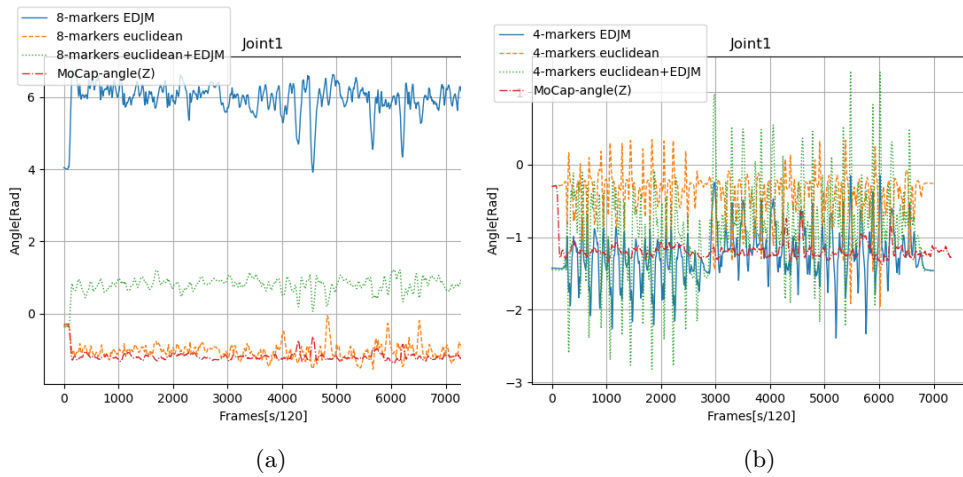 8-markers EDJM
8-markers euclidean
8-markers euclidean+EDJM
MoCap-angle(Z)
Joint1
Angle[Rad]
6
4
2
0
0
1000
2000
3000
4000
5000
6000
7000
Frames[s/120]
(a)
4-markers EDJM
4-markers euclidean
4-markers euclidean+EDJM
MoCap-angle(Z)
Joint1
Angle[Rad]
1
0
−1
−2
−3
0
1000
2000
3000
4000
5000
6000
7000
Frames[s/120]
(b)